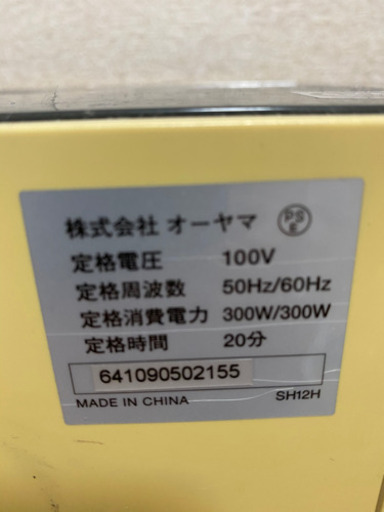 株式会社 オーヤマ PS E
定格電圧 100V
定格周波数 50Hz/60Hz
定格消費電力 300W/300W
定格時間 20分
641090502155
MADE IN CHINA SH12H